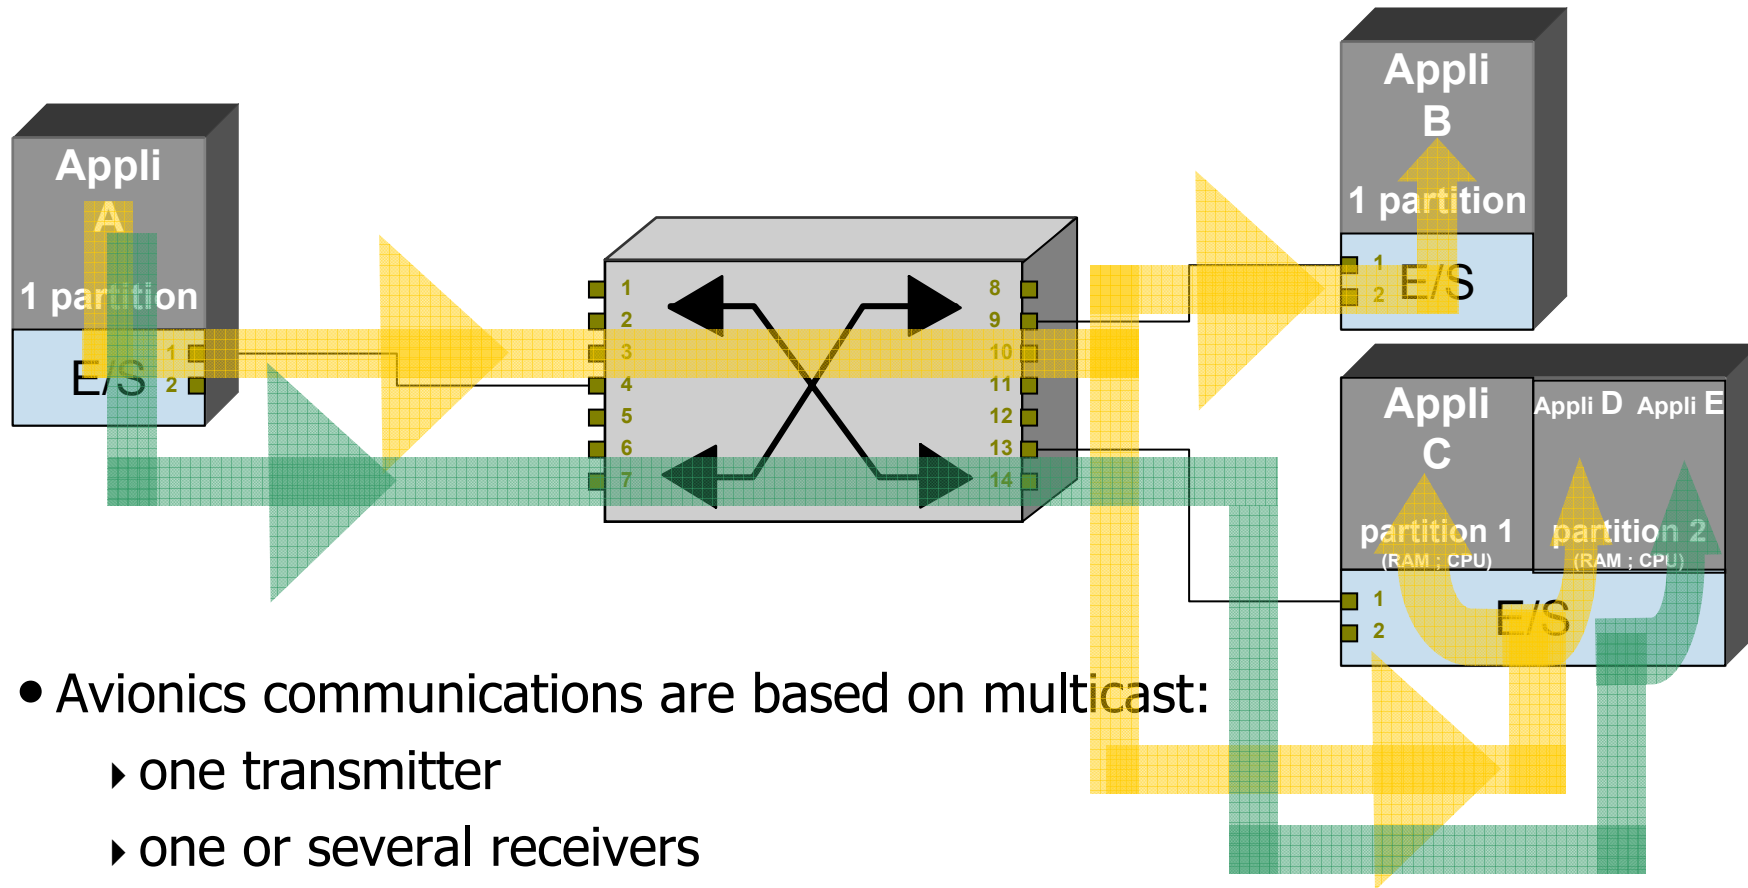 Appli
A
1 partition
E/S
1
2
1
2
3
4
5
6
7
8
9
10
11
12
13
14
Appli
B
1 partition
1
2
E/S
Appli
C
partition 1
(RAM ; CPU)
Appli D Appli E
partition 2
(RAM ; CPU)
1
2
E/S
• Avionics communications are based on multicast:
▸ one transmitter
▸ one or several receivers